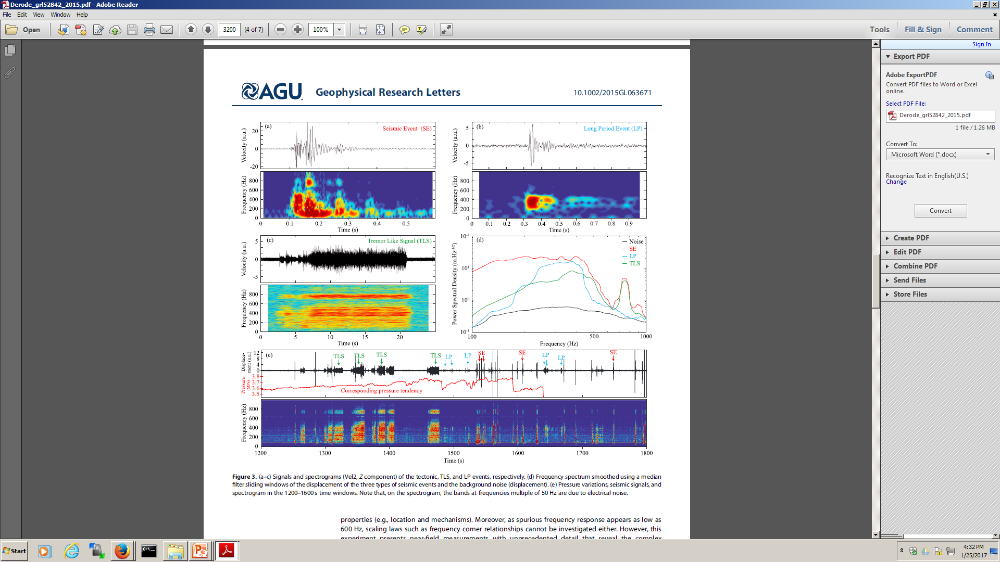 Derode_grl52842_2015.pdf - Adobe Reader
File Edit View Window Help
Open 3200 (4 of 7) 100% Tools Fill & Sign Comment
Sign In
Export PDF
Adobe ExportPDF
Convert PDF files to Word or Excel
online.
Select PDF File:
Derode_grl52842_2015.pdf
1 file / 1.26 MB
Convert To:
Microsoft Word (*.docx)
Recognize Text in English(U.S.)
Change
Convert
Create PDF
Edit PDF
Combine PDF
Send Files
Store Files
AGU Geophysical Research Letters 10.1002/2015GL063671
(a) Seismic Event (SE)
Velocity (a.u.)
20
0
-20
Frequency (Hz)
800
600
400
200
0
0 0.1 0.2 0.3 0.4 0.5
Time (s)
(b) Long Period Event (LP)
Velocity (a.u.)
5
0
-5
Frequency (Hz)
800
600
400
200
0
0 0.1 0.2 0.3 0.4 0.5 0.6 0.7 0.8 0.9
Time (s)
(c) Tremor Like Signal (TLS)
Velocity (a.u.)
5
0
-5
Frequency (Hz)
800
600
400
200
0
0 5 10 15 20
Time (s)
(d)
Noise
SE
LP
TLS
Power Spectral Density (m.Hz-1/2)
10-2
101
100
10-1
100 500 1000
Frequency (Hz)
(e)
TLS TLS TLS TLS LP LP SE SE LP LP SE
Displace-
ment (a.u.)
12
8
4
0
Pressure
(MPa)
3.8
3.7
3.6
3.5
Corresponding pressure tendency
Frequency (Hz)
800
600
400
200
0
1200 1300 1400 1500 1600 1700 1800
Time (s)
Figure 3. (a–c) Signals and spectrograms (Vel2, Z component) of the tectonic, TLS, and LP events, respectively. (d) Frequency spectrum smoothed using a median
filter sliding windows of the displacement of the three types of seismic events and the background noise (displacement). (e) Pressure variations, seismic signals, and
spectrogram in the 1200–1600 s time windows. Note that, on the spectrogram, the bands at frequencies multiple of 50 Hz are due to electrical noise.
properties (e.g., location and mechanisms). Moreover, as spurious frequency response appears as low as
600 Hz, scaling laws such as frequency corner relationships cannot be investigated either. However, this
experiment presents near-field measurements with unprecedented detail that reveal the complex
Start
C:\
4:32 PM
1/25/2017